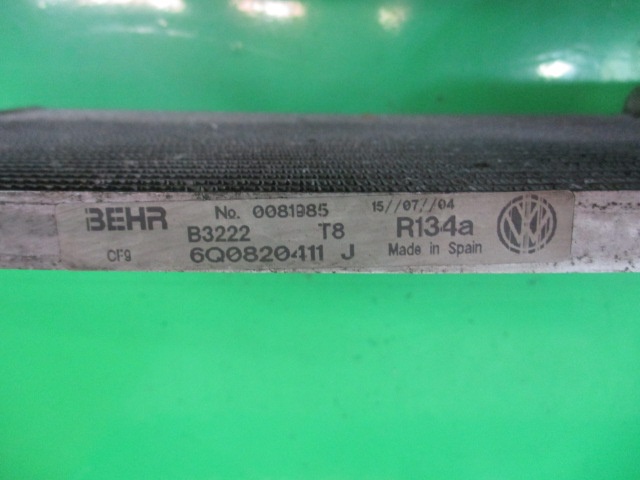 BEHR No. 0081985 15//07//04
B3222 T8 R134a
CF9 6Q0820411 J Made in Spain